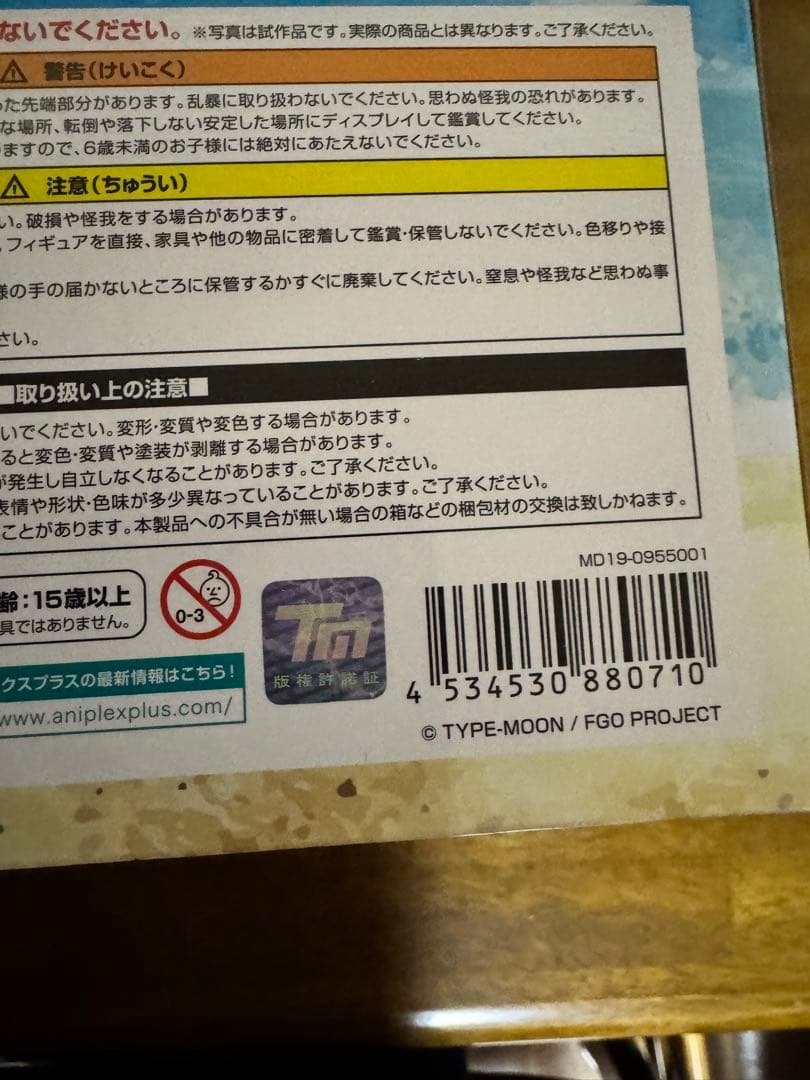 ないでください。 ※写真は試作品です。実際の商品とは異なります。ご了承ください。
警告(けいこく)
った先端部分があります。乱暴に取り扱わないでください。思わぬ怪我の恐れがあります。
な場所、転倒や落下しない安定した場所にディスプレイして鑑賞してください。
ますので、6歳未満のお子様には絶対にあたえないでください。
注意(ちゅうい)
い。破損や怪我をする場合があります。
。フィギュアを直接、家具や他の物品に密着して鑑賞・保管しないでください。色移りや接
様の手の届かないところに保管するかすぐに廃棄してください。窒息や怪我など思わぬ事
さい。
■取り扱い上の注意■
いでください。変形・変質や変色する場合があります。
ると変色・変質や塗装が剥離する場合があります。
が発生し自立しなくなることがあります。ご了承ください。
表情や形状・色味が多少異なっていることがあります。ご了承ください。
ことがあります。本製品への不具合が無い場合の箱などの梱包材の交換は致しかねます。
MD19-0955001
齢:15歳以上
具ではありません。
0-3
TM
版権許諾証
クスプラスの最新情報はこちら!
www.aniplexplus.com/
4 534530 880710
© TYPE-MOON / FGO PROJECT